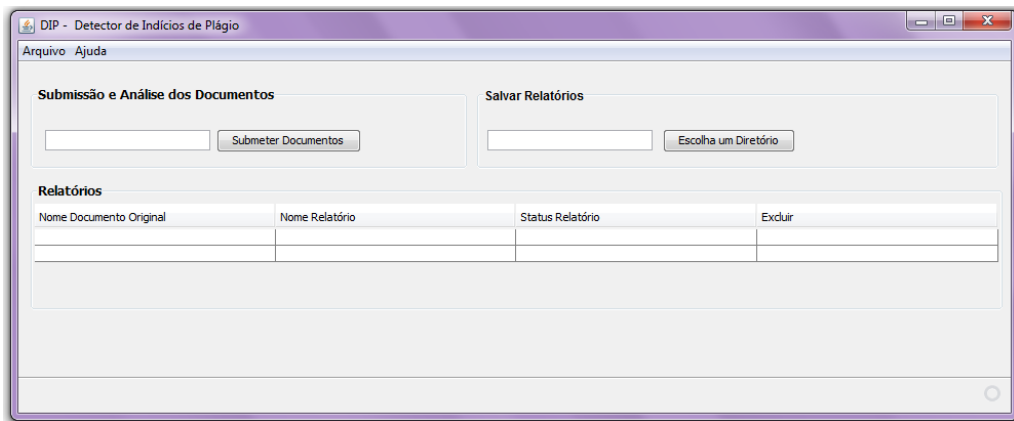 DIP - Detector de Indícios de Plágio
Arquivo Ajuda
Submissão e Análise dos Documentos
Submeter Documentos
Salvar Relatórios
Escolha um Diretório
Relatórios
Nome Documento Original Nome Relatório Status Relatório Excluir